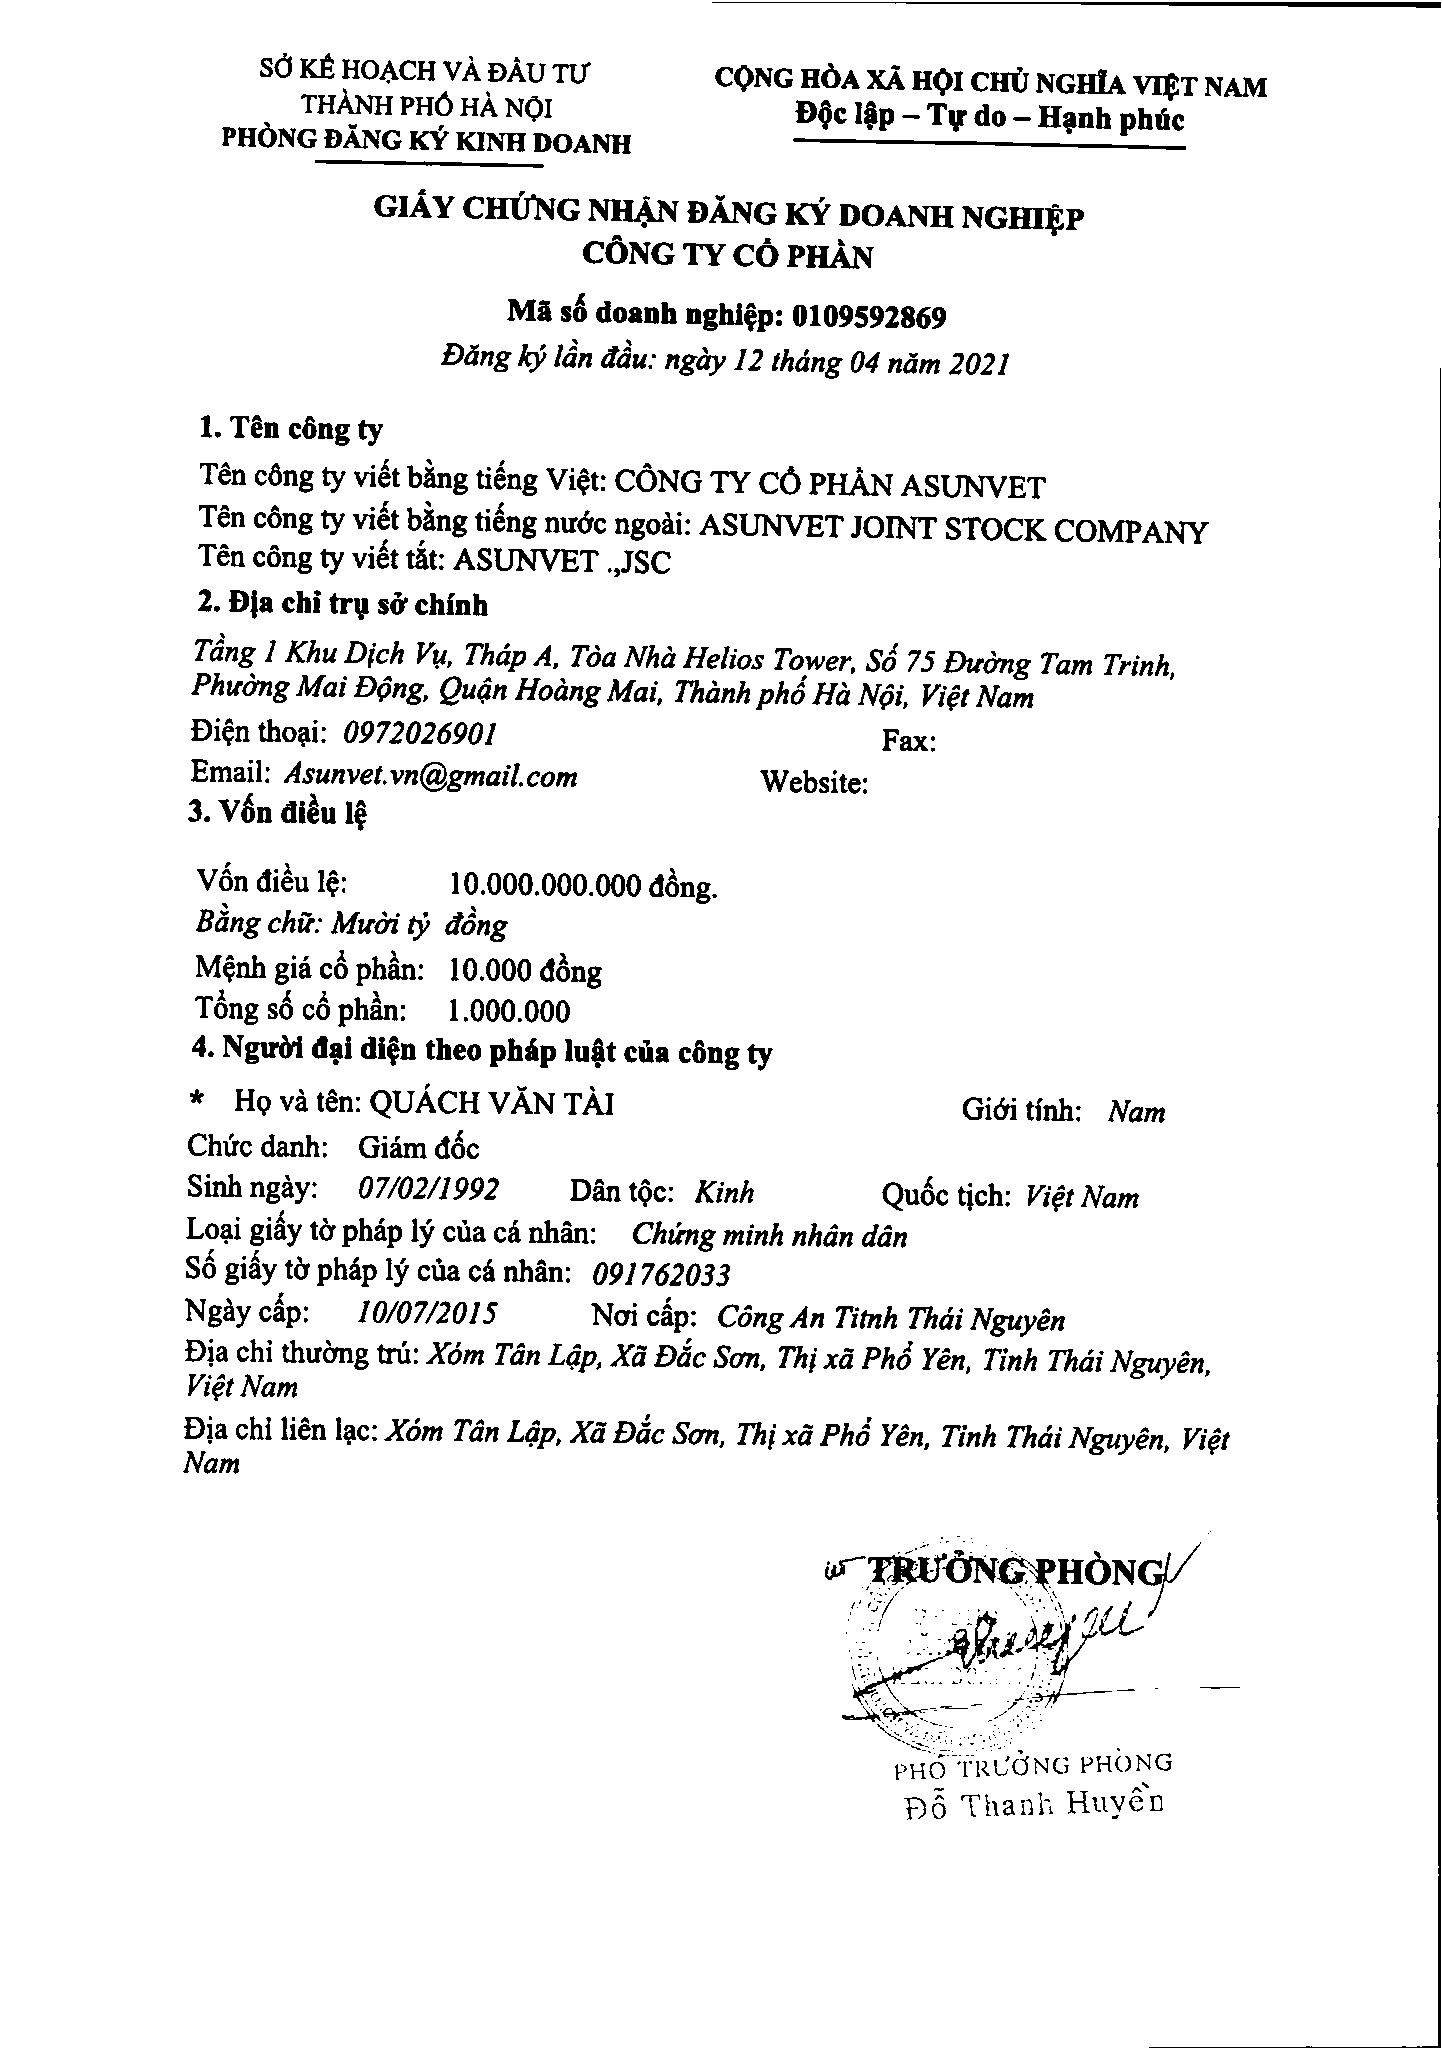 SỞ KẾ HOẠCH VÀ ĐẦU TƯ
THÀNH PHỐ HÀ NỘI
PHÒNG ĐĂNG KÝ KINH DOANH
CỘNG HÒA XÃ HỘI CHỦ NGHĨA VIỆT NAM
Độc lập – Tự do – Hạnh phúc
GIẤY CHỨNG NHẬN ĐĂNG KÝ DOANH NGHIỆP
CÔNG TY CỔ PHẦN
Mã số doanh nghiệp: 0109592869
Đăng ký lần đầu: ngày 12 tháng 04 năm 2021
1. Tên công ty
Tên công ty viết bằng tiếng Việt: CÔNG TY CỔ PHẦN ASUNVET
Tên công ty viết bằng tiếng nước ngoài: ASUNVET JOINT STOCK COMPANY
Tên công ty viết tắt: ASUNVET .,JSC
2. Địa chỉ trụ sở chính
Tầng 1 Khu Dịch Vụ, Tháp A, Tòa Nhà Helios Tower, Số 75 Đường Tam Trinh,
Phường Mai Động, Quận Hoàng Mai, Thành phố Hà Nội, Việt Nam
Điện thoại: 0972026901 Fax:
Email: Asunvet.vn@gmail.com Website:
3. Vốn điều lệ
Vốn điều lệ: 10.000.000.000 đồng.
Bằng chữ: Mười tỷ đồng
Mệnh giá cổ phần: 10.000 đồng
Tổng số cổ phần: 1.000.000
4. Người đại diện theo pháp luật của công ty
* Họ và tên: QUÁCH VĂN TÀI Giới tính: Nam
Chức danh: Giám đốc
Sinh ngày: 07/02/1992 Dân tộc: Kinh Quốc tịch: Việt Nam
Loại giấy tờ pháp lý của cá nhân: Chứng minh nhân dân
Số giấy tờ pháp lý của cá nhân: 091762033
Ngày cấp: 10/07/2015 Nơi cấp: Công An Titnh Thái Nguyên
Địa chỉ thường trú: Xóm Tân Lập, Xã Đắc Sơn, Thị xã Phổ Yên, Tỉnh Thái Nguyên,
Việt Nam
Địa chỉ liên lạc: Xóm Tân Lập, Xã Đắc Sơn, Thị xã Phổ Yên, Tỉnh Thái Nguyên, Việt
Nam
TRƯỞNG PHÒNG
PHÓ TRƯỞNG PHÒNG
Đỗ Thanh Huyền